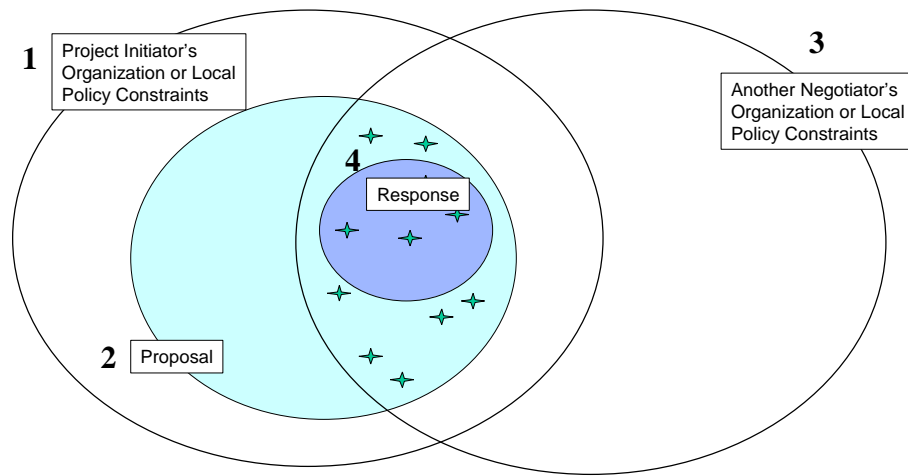 1
Project Initiator's
Organization or Local
Policy Constraints
3
Another Negotiator's
Organization or Local
Policy Constraints
4
Response
2
Proposal